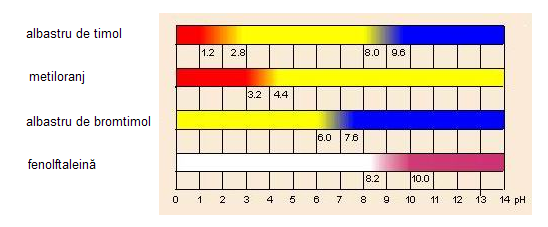 albastru de timol
1.2 2.8 8.0 9.6
metiloranj
3.2 4.4
albastru de bromtimol
6.0 7.6
fenolftaleină
8.2 10.0
0 1 2 3 4 5 6 7 8 9 10 11 12 13 14 pH